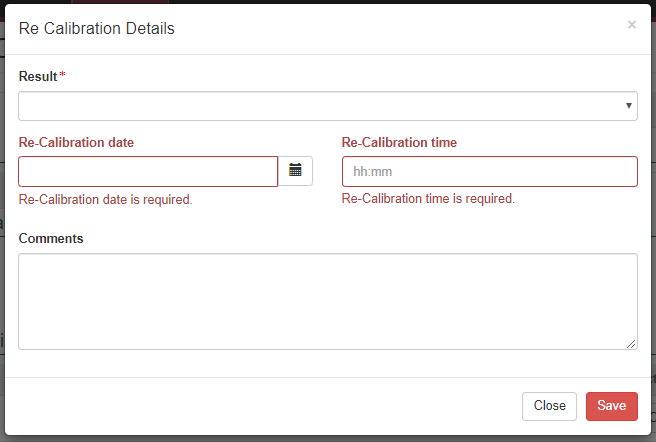 Re Calibration Details
×
Result*
Re-Calibration date
Re-Calibration time
hh:mm
Re-Calibration date is required.
Re-Calibration time is required.
Comments
Close
Save